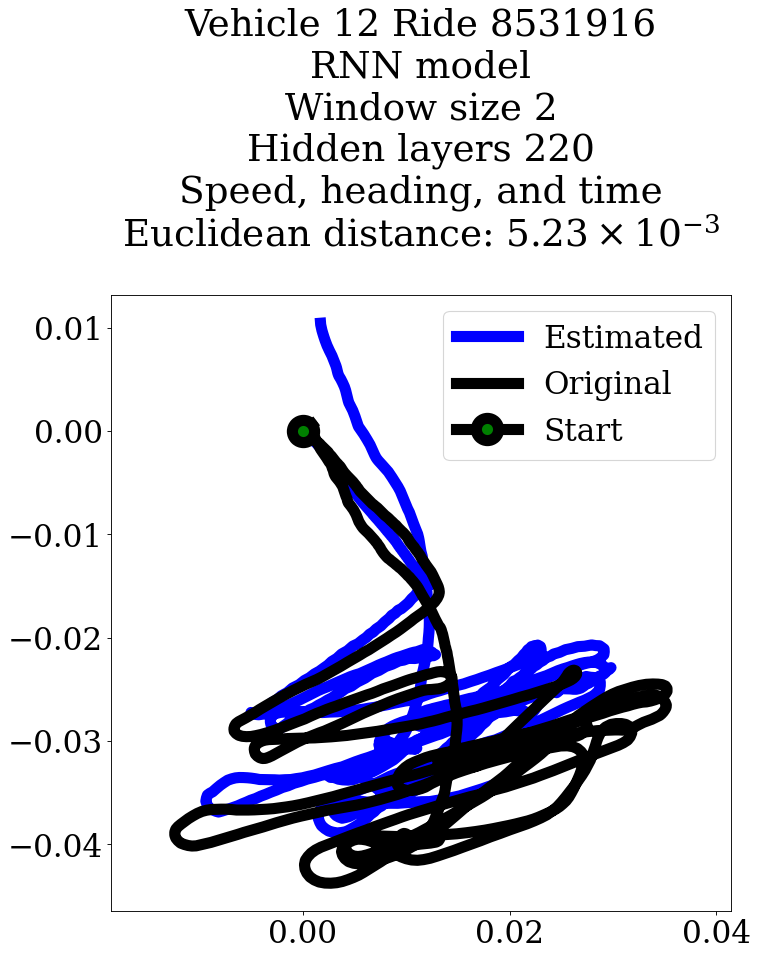 Vehicle 12 Ride 8531916
RNN model
Window size 2
Hidden layers 220
Speed, heading, and time
Euclidean distance: 5.23 × 10⁻³
Estimated
Original
Start
0.01
0.00
−0.01
−0.02
−0.03
−0.04
0.00 0.02 0.04